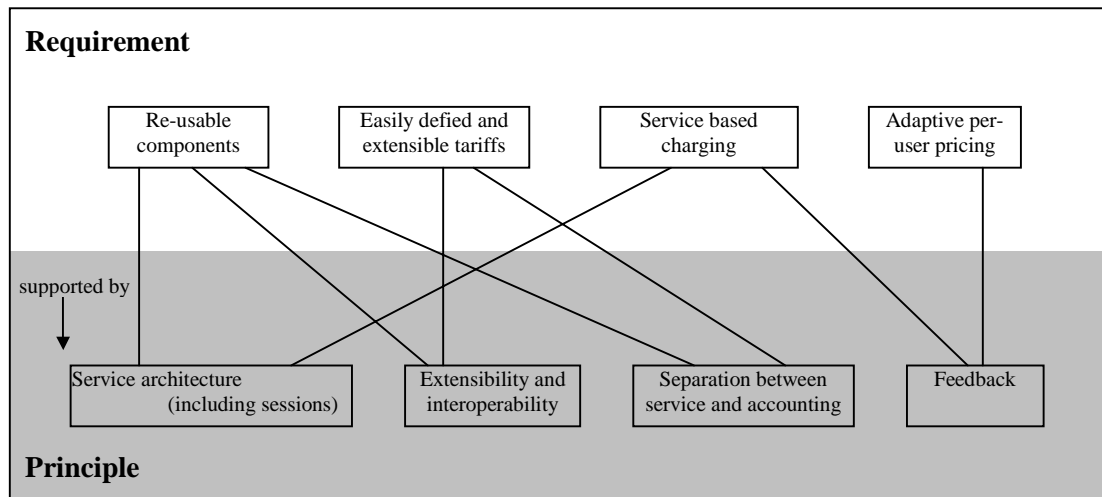 Requirement
Re-usable
components
Easily defied and
extensible tariffs
Service based
charging
Adaptive per-
user pricing
supported by
Service architecture
(including sessions)
Extensibility and
interoperability
Separation between
service and accounting
Feedback
Principle